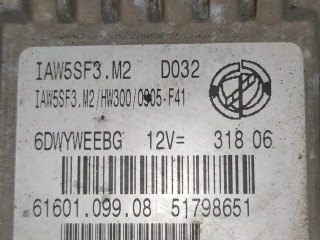 IAW5SF3.M2 D032
IAW5SF3.M2/HW300/0905-F41
6DWYWEEBG 12V= 318 06
61601.099.08 51798651